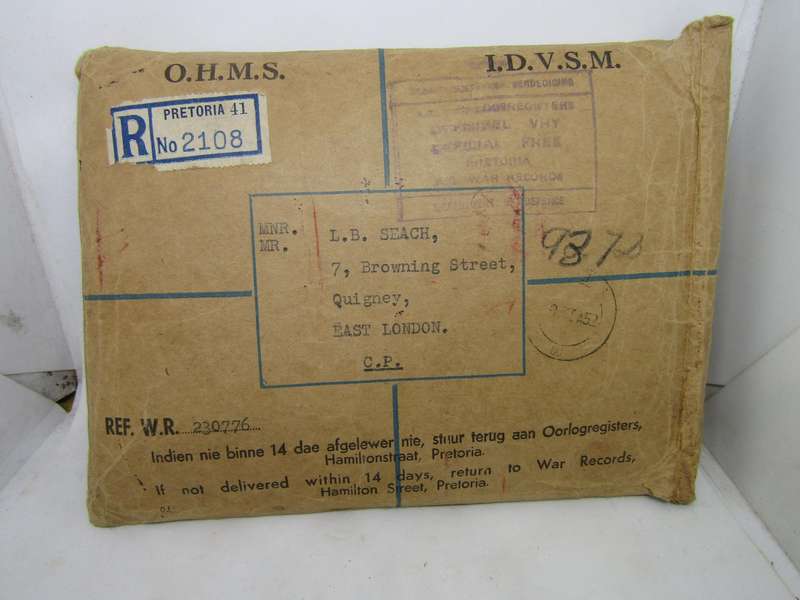 O.H.M.S.
I.D.V.S.M.
R
PRETORIA 41
No 2108
VERDEDIGING
VRY
OFFICIAL FREE
PRETORIA
WAR RECORDS
DEFENCE
MNR.
MR.
L.B. SEACH,
7, Browning Street,
Quigney,
EAST LONDON.
C.P.
REF. W.R. 230776
Indien nie binne 14 dae afgelewer nie, stuur terug aan Oorlogregisters,
Hamiltonstraat, Pretoria.
If not delivered within 14 days, return to War Records,
Hamilton Street, Pretoria.